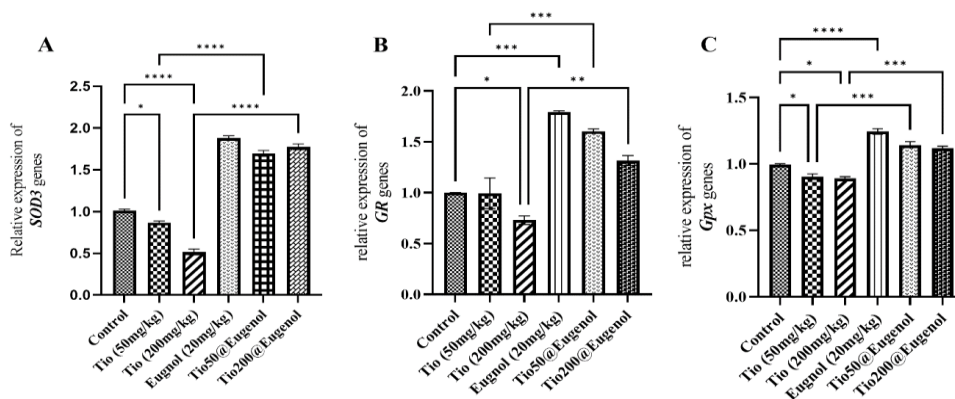 A
Relative expression of
SOD3 genes
2.5
2.0
1.5
1.0
0.5
0.0
****
****
*
****
Control
Tio (50mg/kg)
Tio (200mg/kg)
Eugnol (20mg/kg)
Tio50@Eugenol
Tio200@Eugenol
B
relative expression of
GR genes
2.0
1.5
1.0
0.5
0.0
***
***
*
**
Control
Tio (50mg/kg)
Tio (200mg/kg)
Eugnol (20mg/kg)
Tio50@Eugenol
Tio200@Eugenol
C
relative expression of
Gpx genes
1.5
1.0
0.5
0.0
****
*
***
*
***
Control
Tio (50mg/kg)
Tio (200mg/kg)
Eugnol (20mg/kg)
Tio50@Eugenol
Tio200@Eugenol